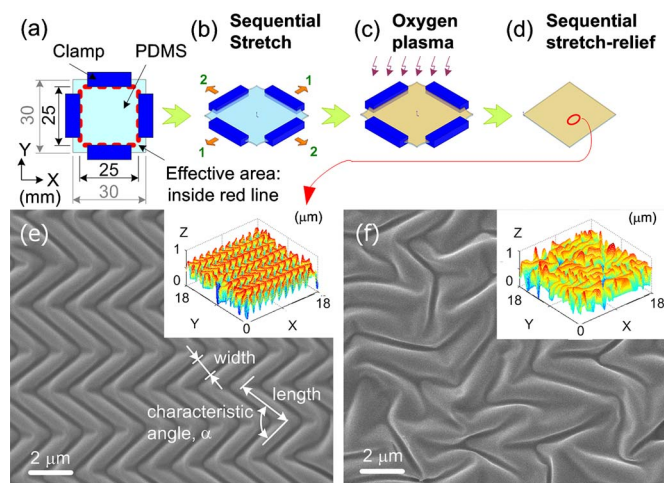 (a)
Clamp
PDMS
30
25
Y
X
(mm)
25
30
Effective area:
inside red line
(b)
Sequential
Stretch
2
1
1
2
(c)
Oxygen
plasma
(d)
Sequential
stretch-relief
(e)
(μm)
Z
1
0
18
Y
0
X
18
width
length
characteristic
angle, α
2 μm
(f)
(μm)
Z
1
0
18
Y
0
X
18
2 μm